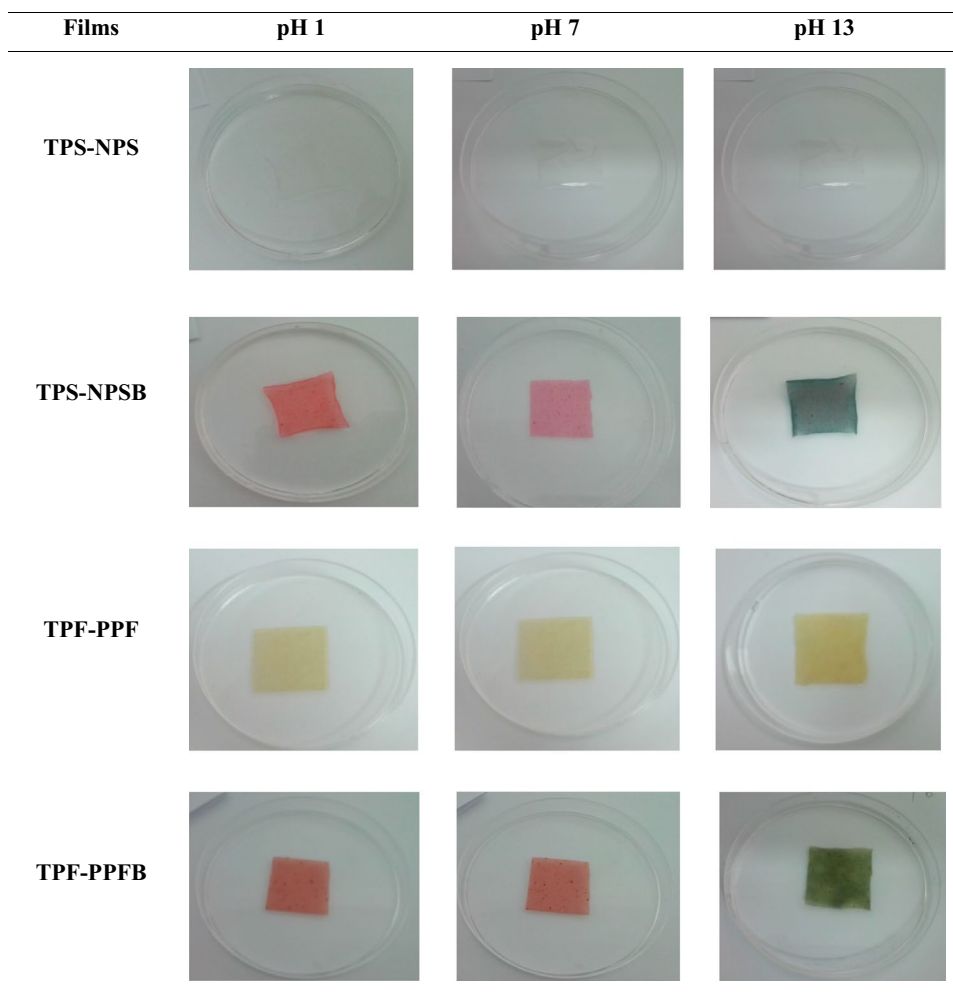 Films pH 1 pH 7 pH 13
TPS-NPS
TPS-NPSB
TPF-PPF
TPF-PPFB